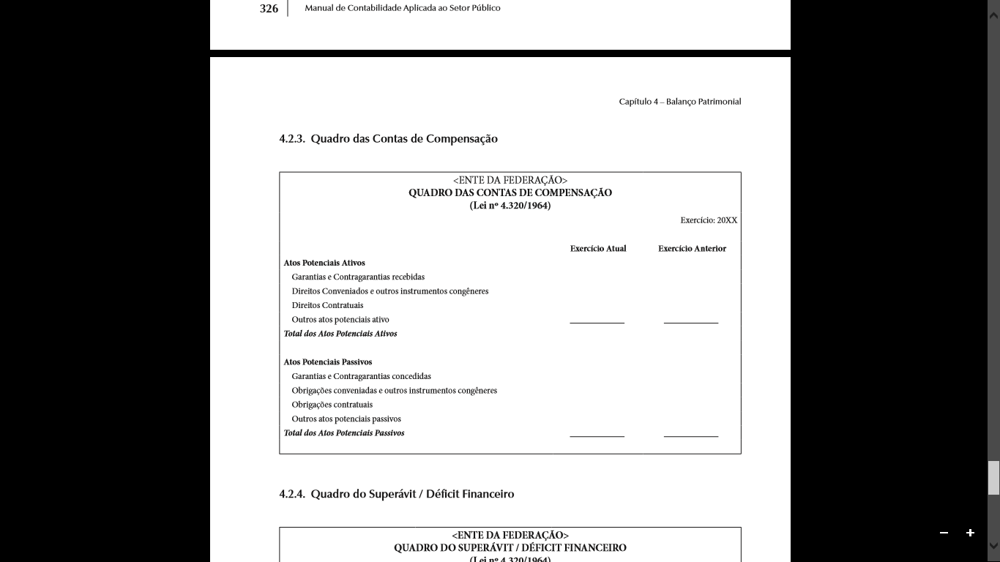 326 Manual de Contabilidade Aplicada ao Setor Público
Capítulo 4 – Balanço Patrimonial
4.2.3. Quadro das Contas de Compensação
<ENTE DA FEDERAÇÃO>
QUADRO DAS CONTAS DE COMPENSAÇÃO
(Lei nº 4.320/1964)
Exercício: 20XX
Exercício Atual Exercício Anterior
Atos Potenciais Ativos
Garantias e Contragarantias recebidas
Direitos Conveniados e outros instrumentos congêneres
Direitos Contratuais
Outros atos potenciais ativo
Total dos Atos Potenciais Ativos
Atos Potenciais Passivos
Garantias e Contragarantias concedidas
Obrigações conveniadas e outros instrumentos congêneres
Obrigações contratuais
Outros atos potenciais passivos
Total dos Atos Potenciais Passivos
4.2.4. Quadro do Superávit / Déficit Financeiro
<ENTE DA FEDERAÇÃO>
QUADRO DO SUPERÁVIT / DÉFICIT FINANCEIRO
(Lei nº 4.320/1964)